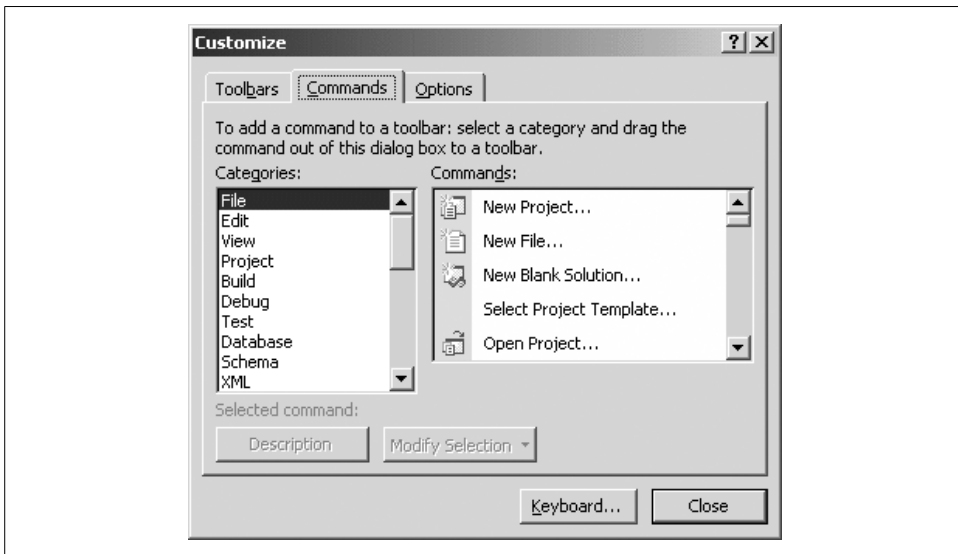 Customize
Toolbars
Commands
Options
To add a command to a toolbar: select a category and drag the
command out of this dialog box to a toolbar.
Categories:
File
Edit
View
Project
Build
Debug
Test
Database
Schema
XML
Commands:
New Project...
New File...
New Blank Solution...
Select Project Template...
Open Project...
Selected command:
Description
Modify Selection
Keyboard...
Close